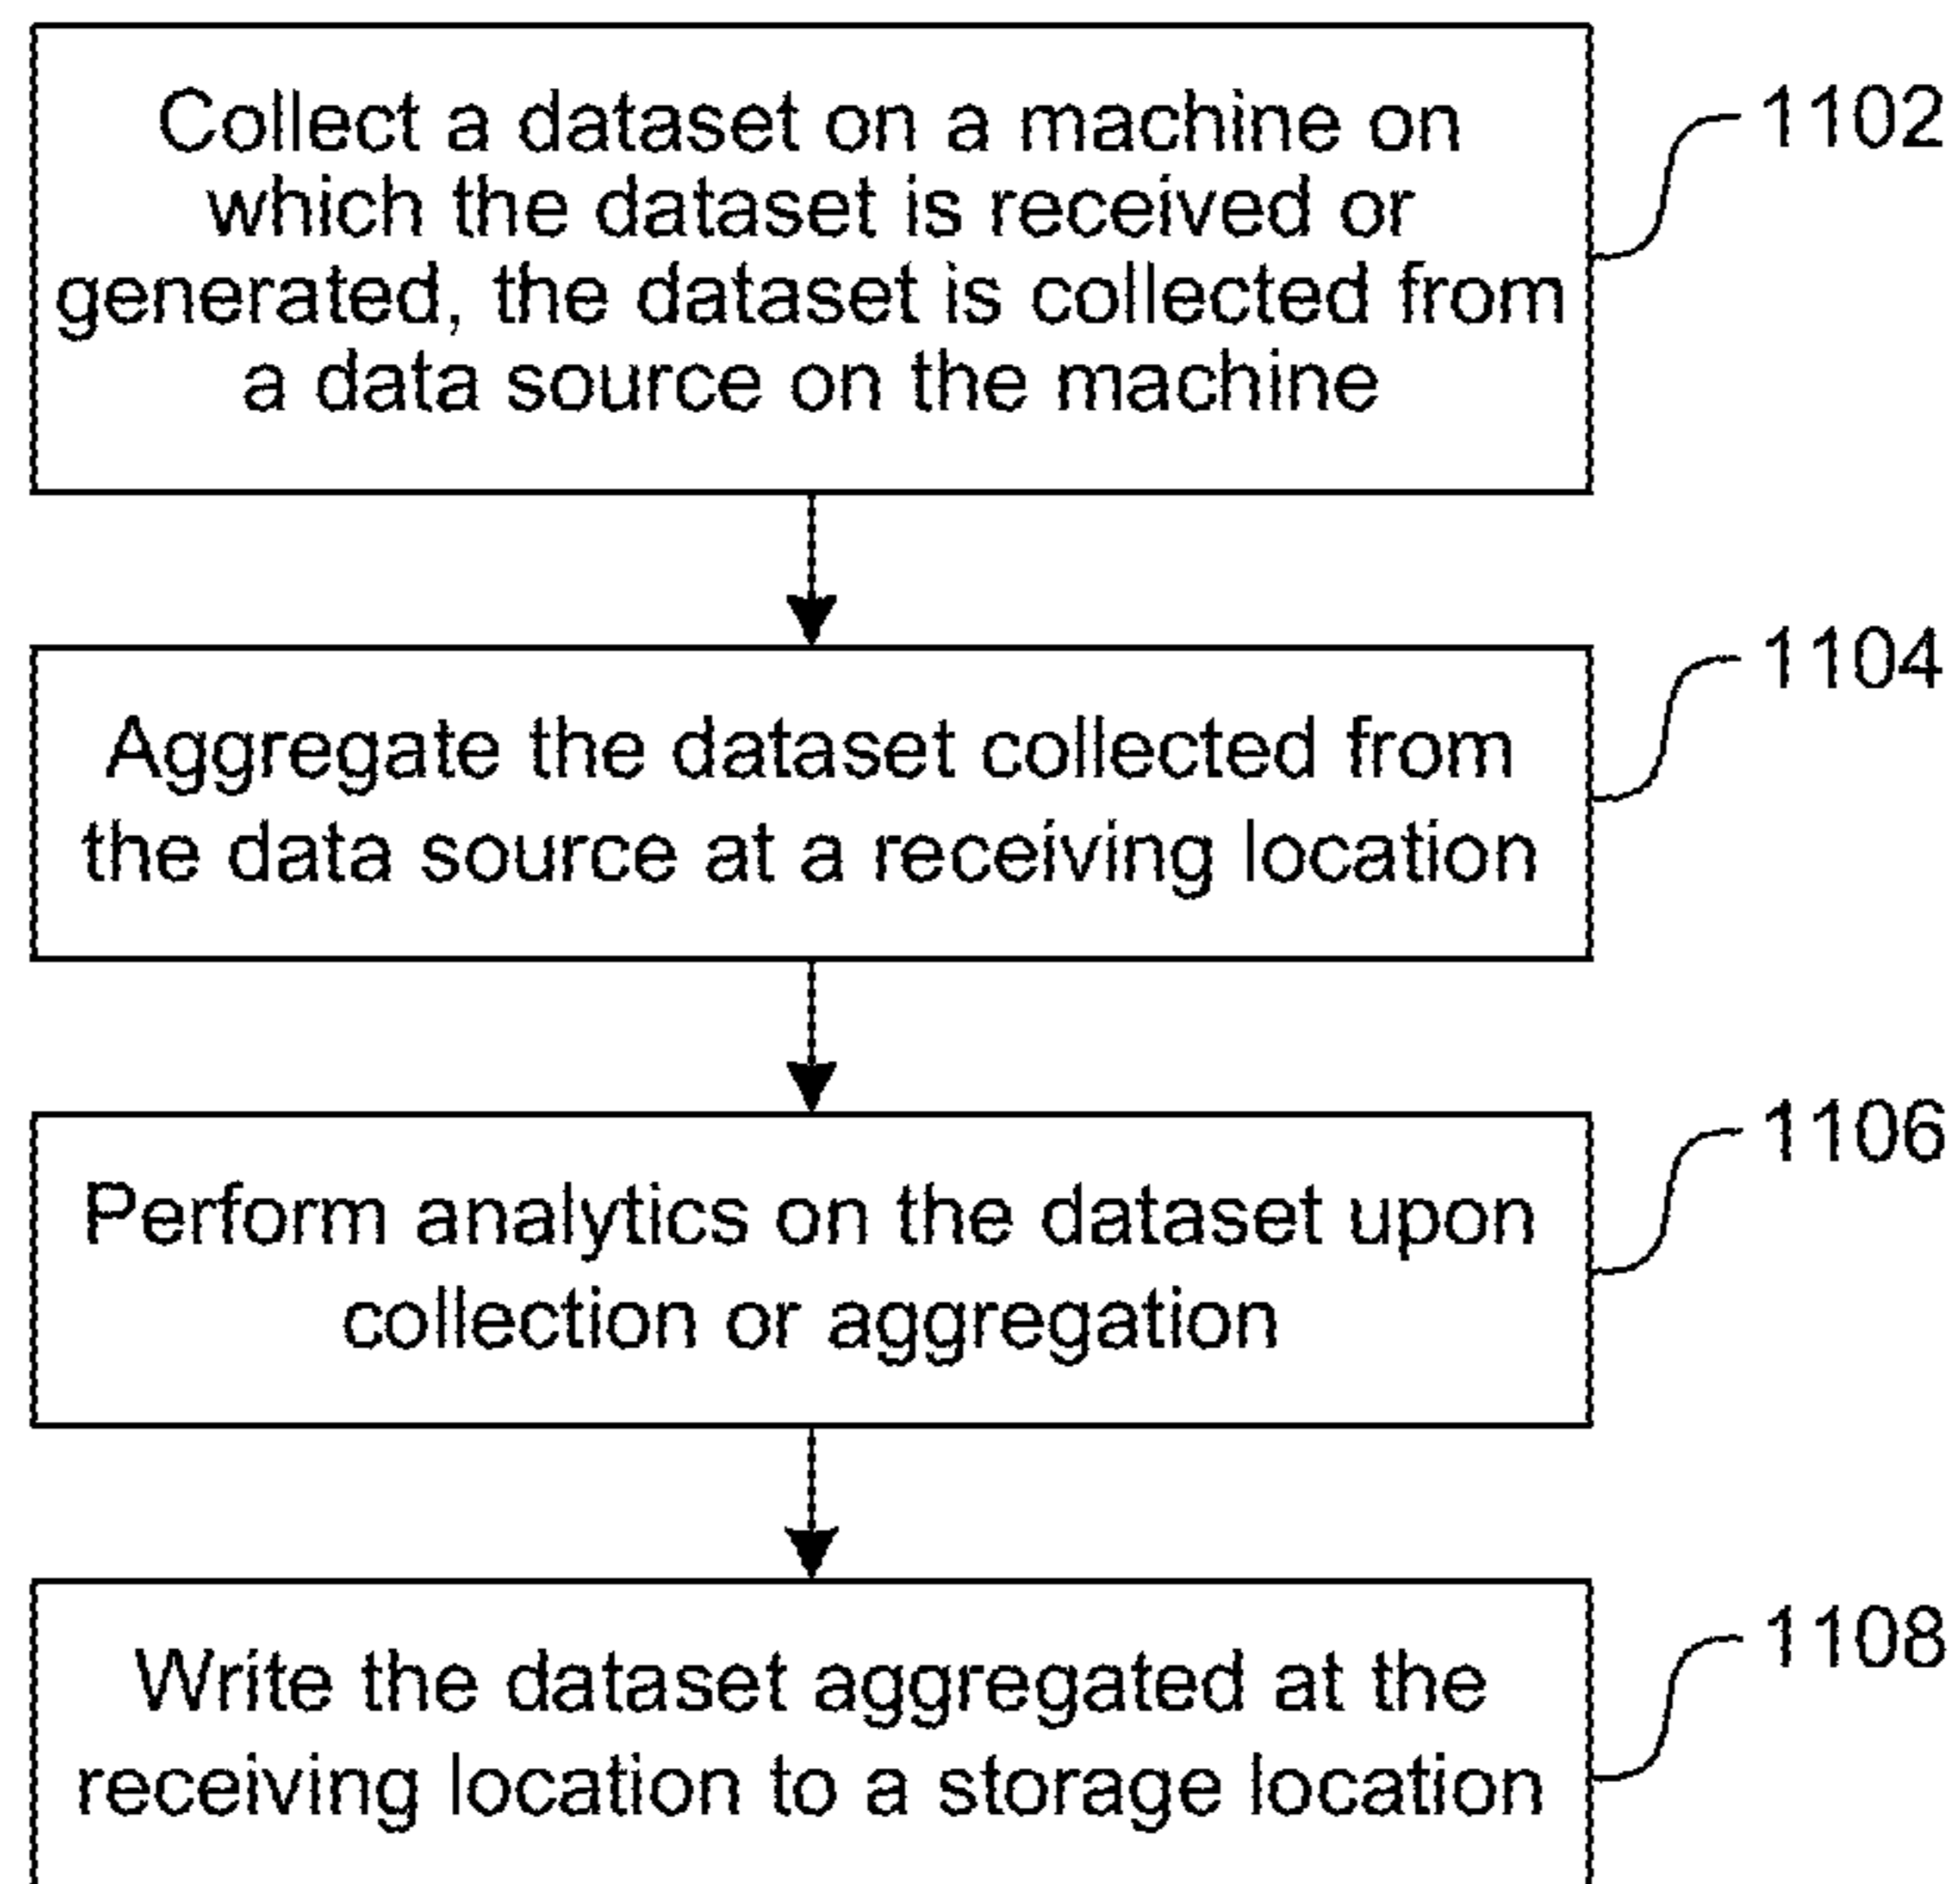 Collect a dataset on a machine on
which the dataset is received or
generated, the dataset is collected from
a data source on the machine
1102
Aggregate the dataset collected from
the data source at a receiving location
1104
Perform analytics on the dataset upon
collection or aggregation
1106
Write the dataset aggregated at the
receiving location to a storage location
1108